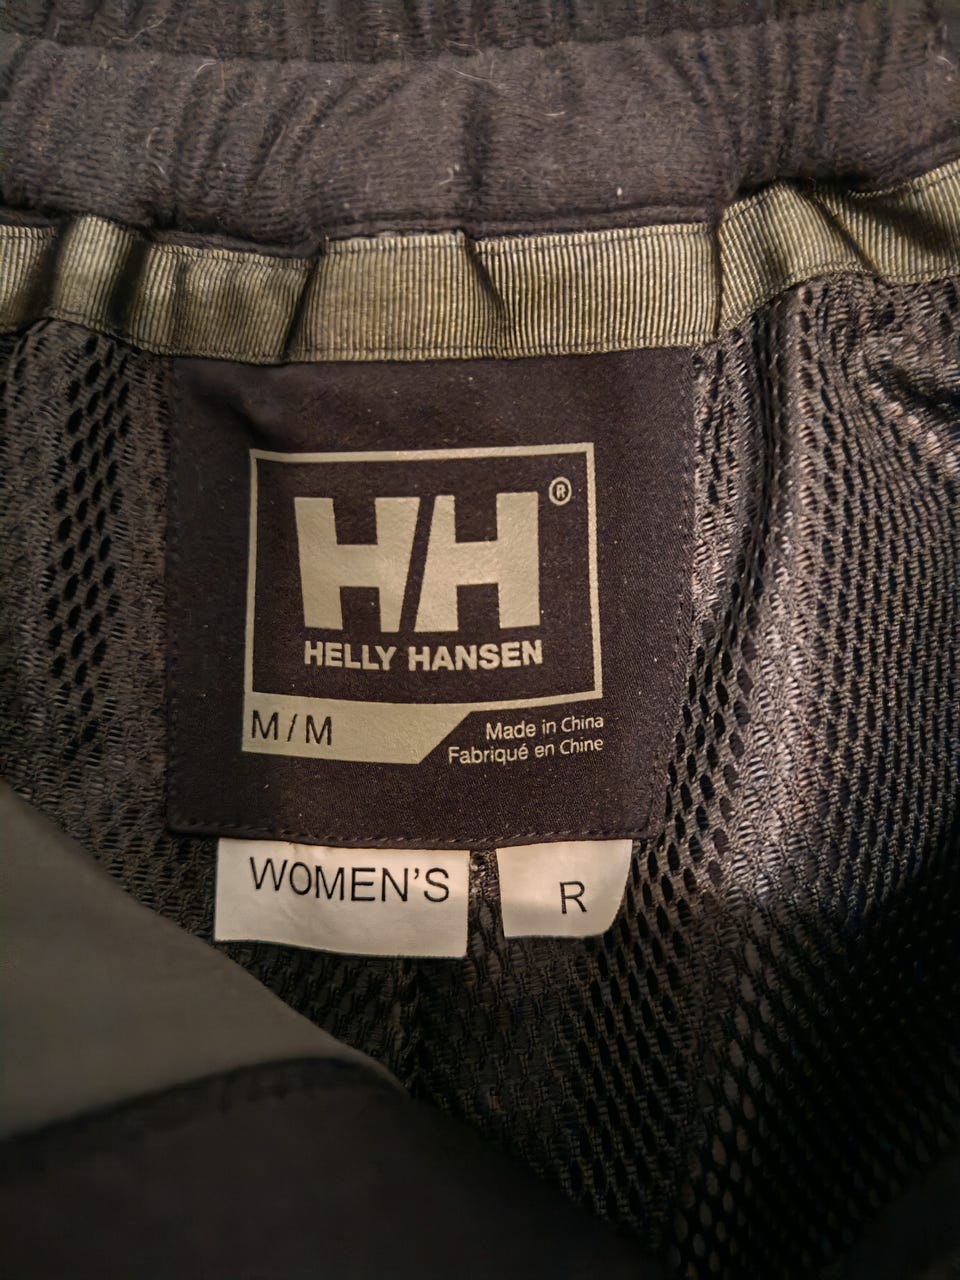 HH®
HELLY HANSEN
M/M
Made in China
Fabriqué en Chine
WOMEN'S
R